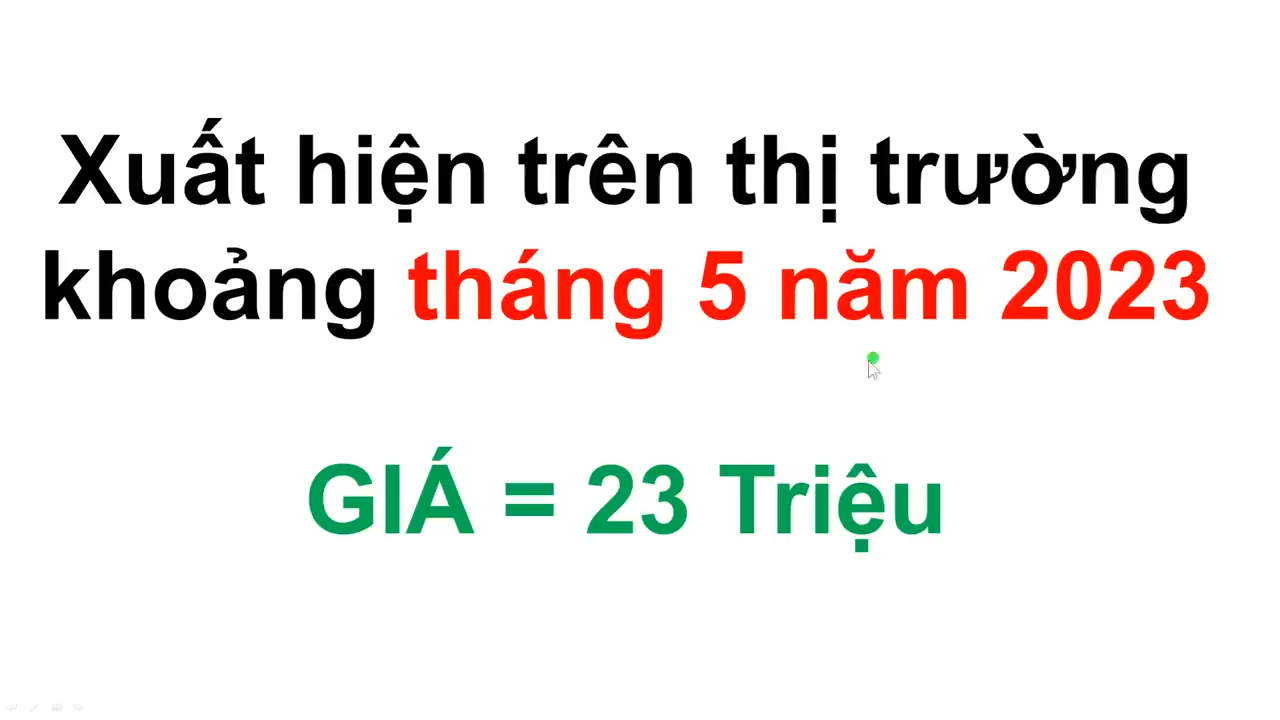 Xuất hiện trên thị trường
khoảng tháng 5 năm 2023
GIÁ = 23 Triệu